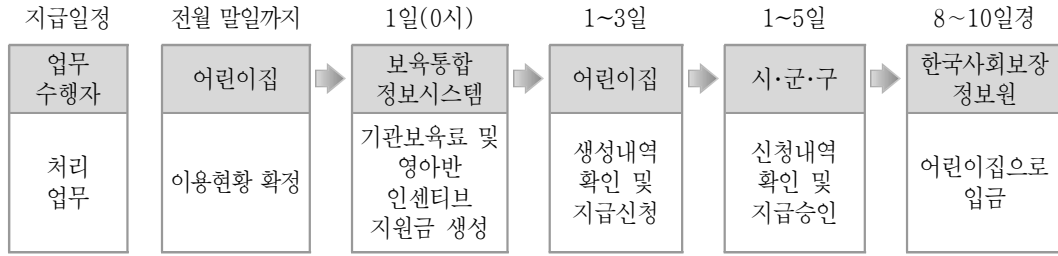 지급일정 전월 말일까지 1일(0시) 1~3일 1~5일 8～10일경
업무
수행자
어린이집
보육통합
정보시스템
어린이집
시·군·구
한국사회보장
정보원
처리
업무
이용현황 확정
기관보육료 및
영아반
인센티브
지원금 생성
생성내역
확인 및
지급신청
신청내역
확인 및
지급승인
어린이집으로
입금